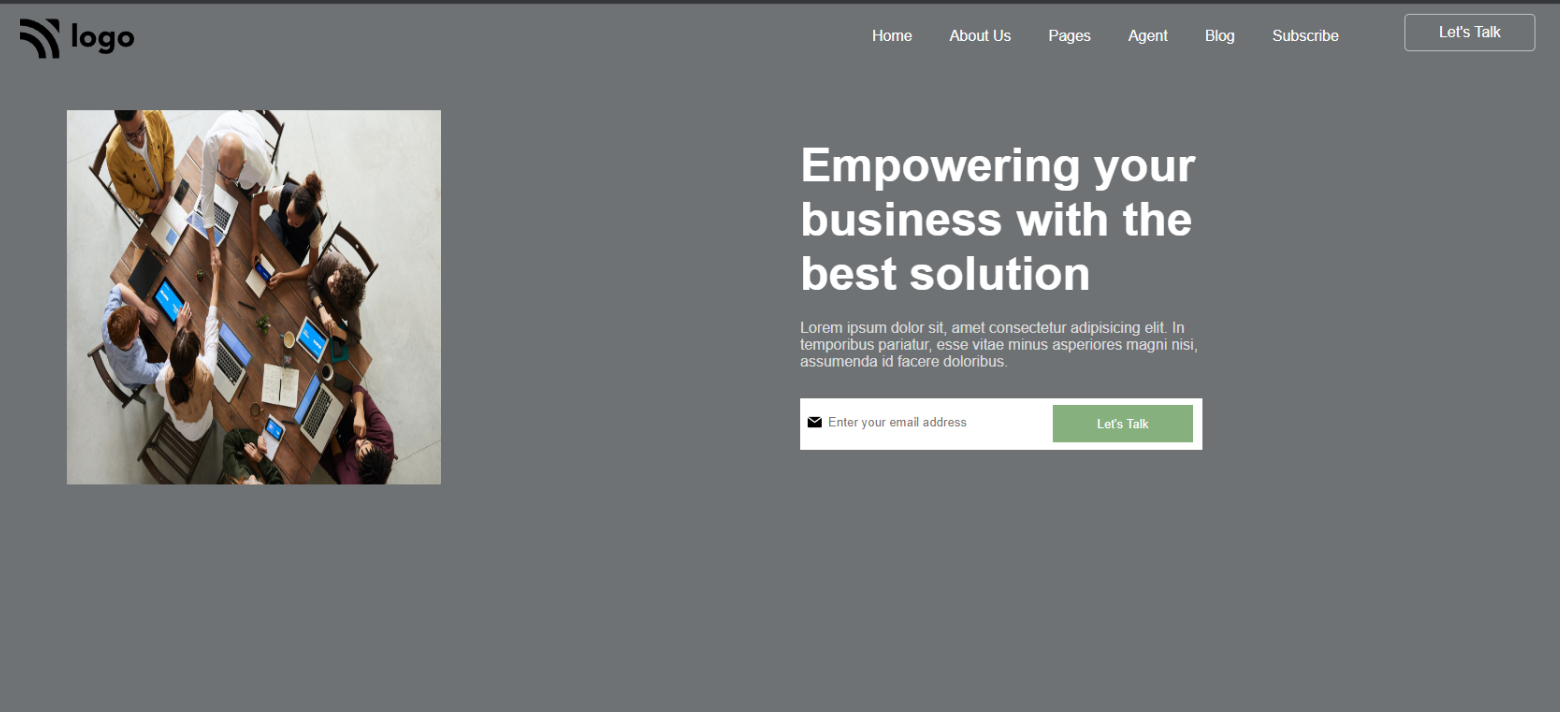 logo
Home About Us Pages Agent Blog Subscribe Let's Talk
Empowering your
business with the
best solution
Lorem ipsum dolor sit, amet consectetur adipisicing elit. In
temporibus pariatur, esse vitae minus asperiores magni nisi,
assumenda id facere doloribus.
Enter your email address Let's Talk